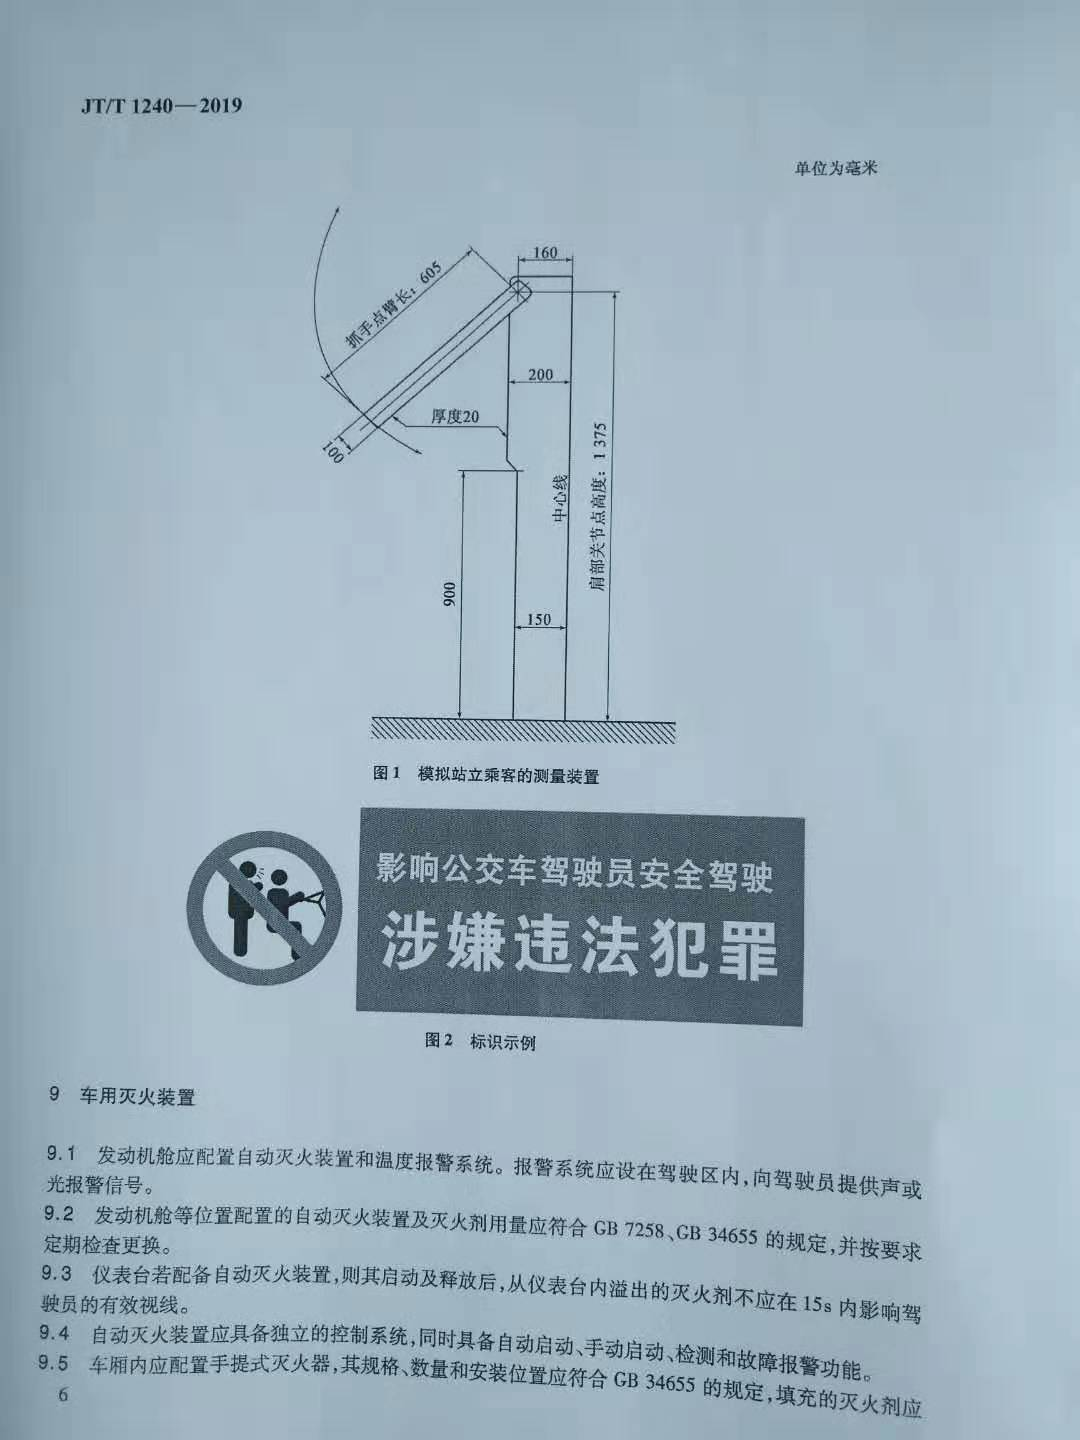 JT/T 1240—2019
单位为毫米
160
抓手点臂长：605
200
厚度20
100
肩部关节点高度：1 375
中心线
900
150
图1 模拟站立乘客的测量装置
影响公交车驾驶员安全驾驶
涉嫌违法犯罪
图2 标识示例
9 车用灭火装置
9.1 发动机舱应配置自动灭火装置和温度报警系统。报警系统应设在驾驶区内,向驾驶员提供声或
光报警信号。
9.2 发动机舱等位置配置的自动灭火装置及灭火剂用量应符合 GB 7258、GB 34655 的规定,并按要求
定期检查更换。
9.3 仪表台若配备自动灭火装置,则其启动及释放后,从仪表台内溢出的灭火剂不应在 15s 内影响驾
驶员的有效视线。
9.4 自动灭火装置应具备独立的控制系统,同时具备自动启动、手动启动、检测和故障报警功能。
9.5 车厢内应配置手提式灭火器,其规格、数量和安装位置应符合 GB 34655 的规定,填充的灭火剂应
6